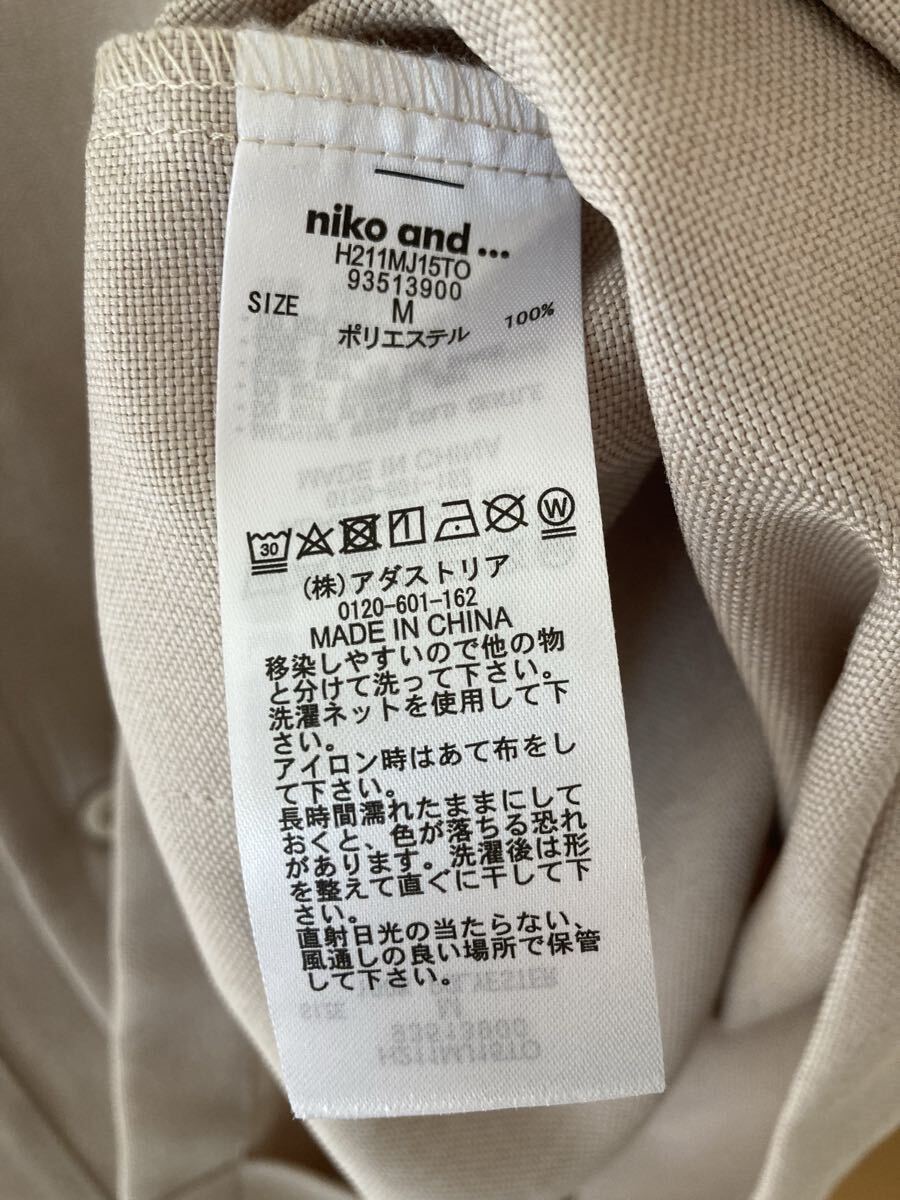 niko and ...
H211MJ15TO
93513900
SIZE M
ポリエステル 100%
30
W
(株)アダストリア
0120-601-162
MADE IN CHINA
移染しやすいので他の物
と分けて洗って下さい。
洗濯ネットを使用して下
さい。
アイロン時はあて布をし
て下さい。
長時間濡れたままにして
おくと、色が落ちる恐れ
があります。洗濯後は形
を整えて直ぐに干して下
さい。
直射日光の当たらない、
風通しの良い場所で保管
して下さい。